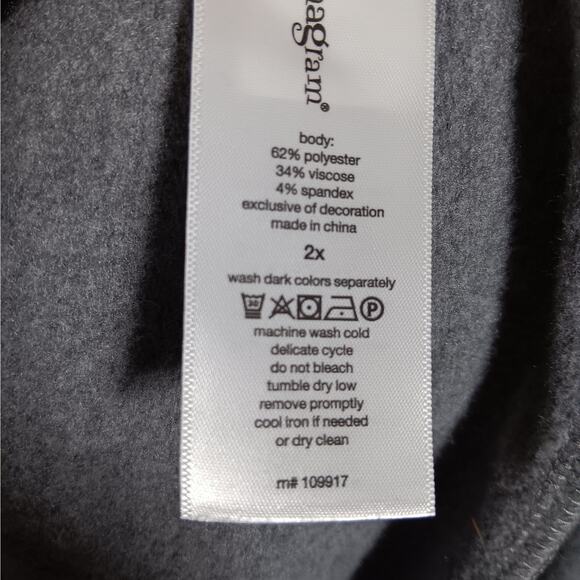 body:
62% polyester
34% viscose
4% spandex
exclusive of decoration
made in china
2x
wash dark colors separately
30 P
machine wash cold
delicate cycle
do not bleach
tumble dry low
remove promptly
cool iron if needed
or dry clean
m# 109917